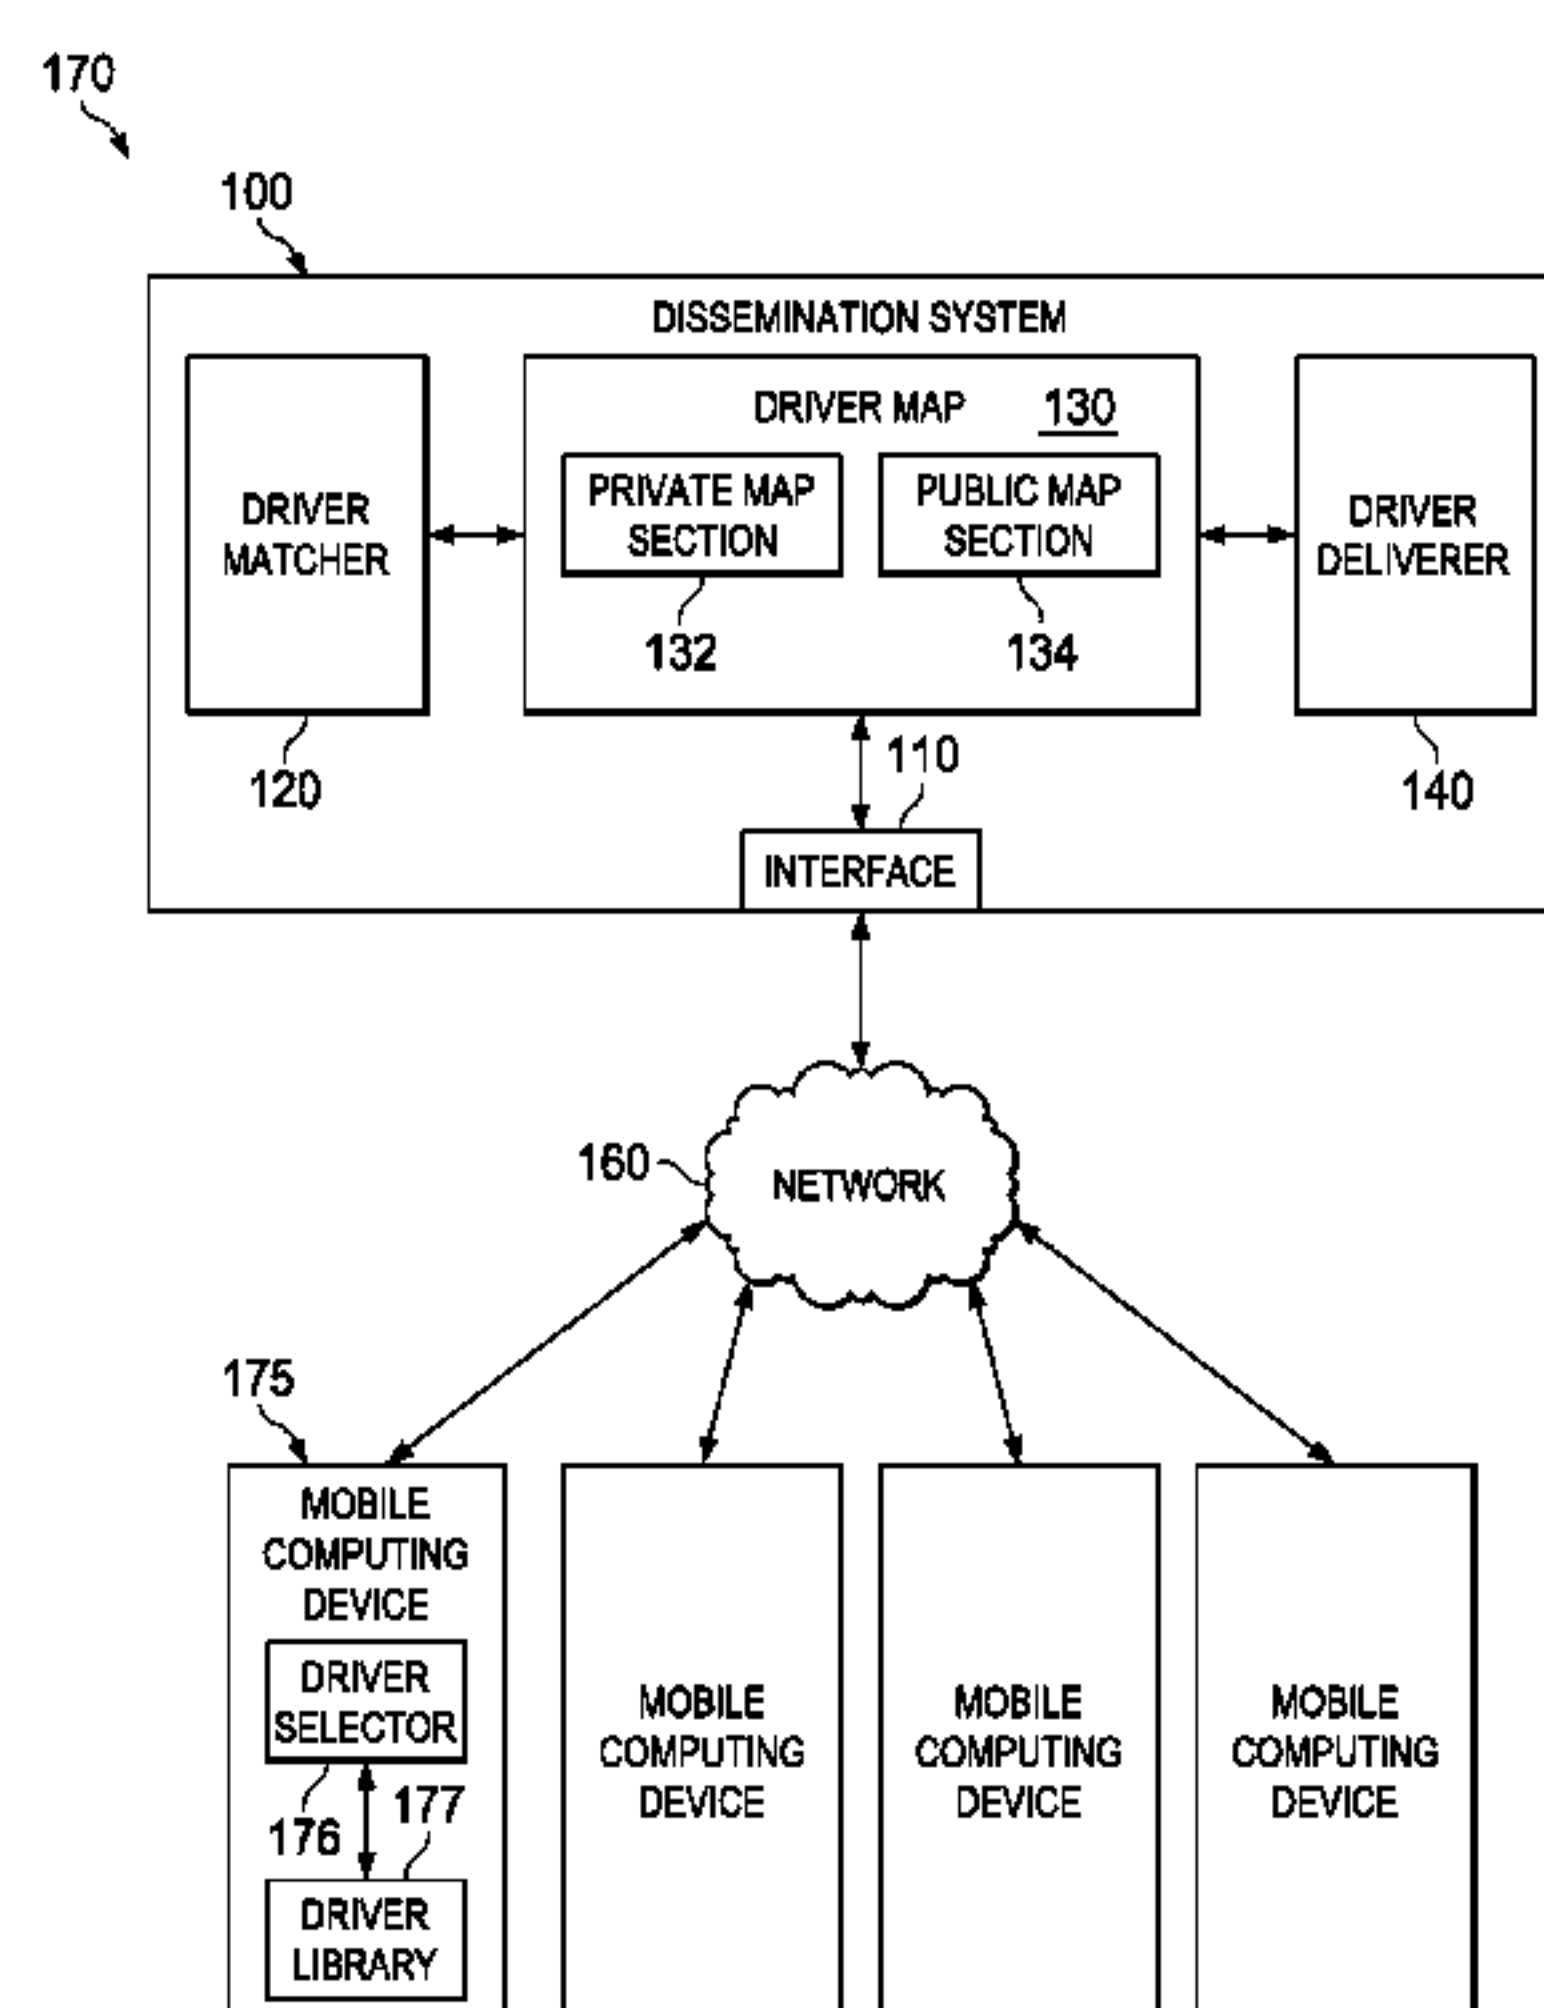 170
100
DISSEMINATION SYSTEM
DRIVER MAP 130
PRIVATE MAP
SECTION
PUBLIC MAP
SECTION
DRIVER
MATCHER
DRIVER
DELIVERER
132
134
120
110
140
INTERFACE
160
NETWORK
175
MOBILE
COMPUTING
DEVICE
DRIVER
SELECTOR
176
177
DRIVER
LIBRARY
MOBILE
COMPUTING
DEVICE
MOBILE
COMPUTING
DEVICE
MOBILE
COMPUTING
DEVICE